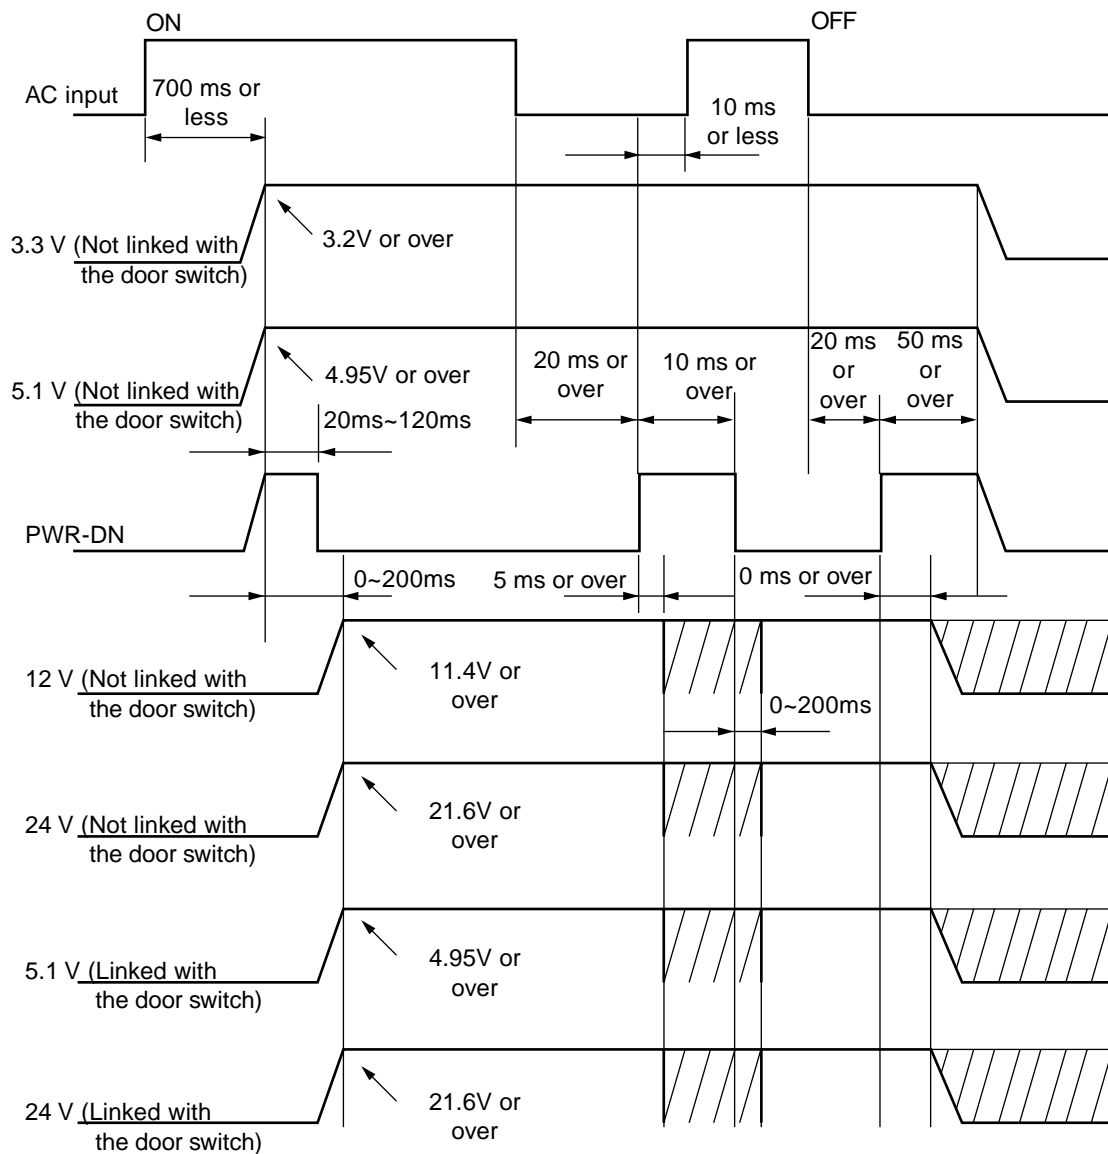 ON
OFF
AC input
700 ms or
less
10 ms
or less
3.3 V (Not linked with
the door switch)
3.2V or over
5.1 V (Not linked with
the door switch)
4.95V or over
20ms~120ms
20 ms or
over
10 ms or
over
20 ms
or
over
50 ms
or
over
PWR-DN
0~200ms
5 ms or over
0 ms or over
12 V (Not linked with
the door switch)
11.4V or
over
0~200ms
24 V (Not linked with
the door switch)
21.6V or
over
5.1 V (Linked with
the door switch)
4.95V or
over
24 V (Linked with
the door switch)
21.6V or
over